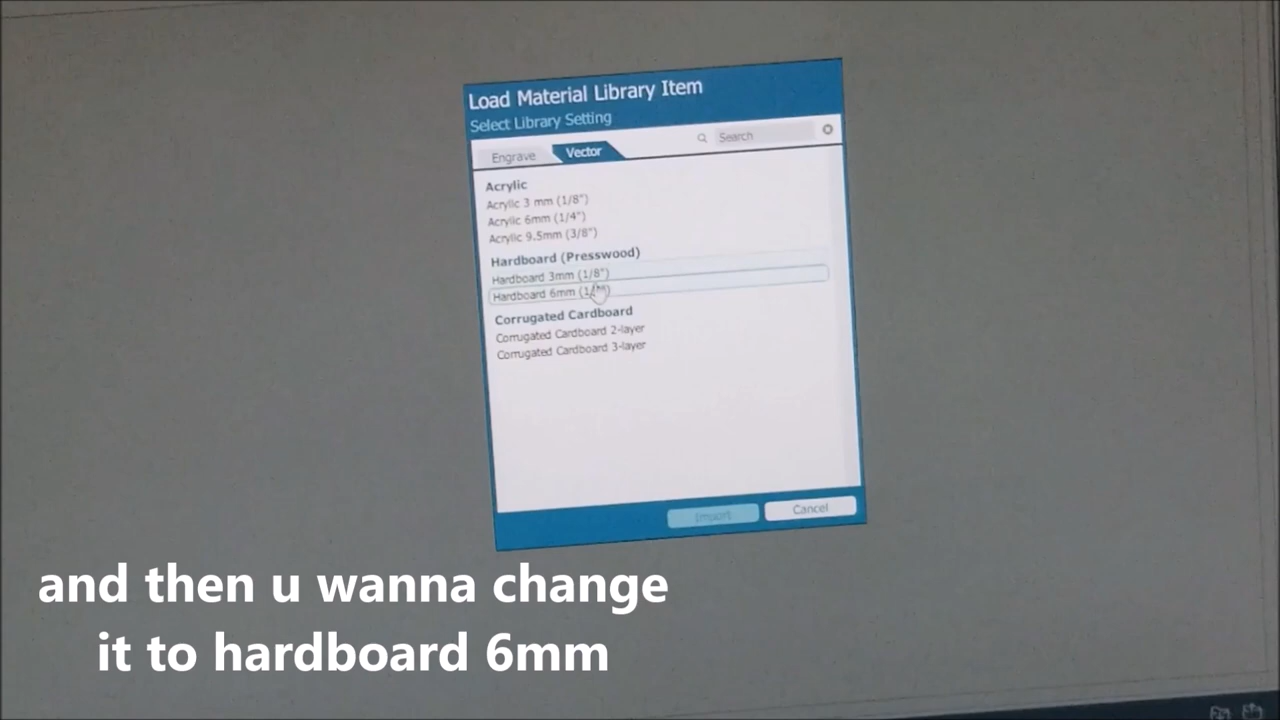 Load Material Library Item
Select Library Setting
Search
Engrave
Vector
Acrylic
Acrylic 3 mm (1/8")
Acrylic 6mm (1/4")
Acrylic 9.5mm (3/8")
Hardboard (Presswood)
Hardboard 3mm (1/8")
Hardboard 6mm
Corrugated Cardboard
Corrugated Cardboard 2-layer
Corrugated Cardboard 3-layer
Import
Cancel
and then u wanna change
it to hardboard 6mm